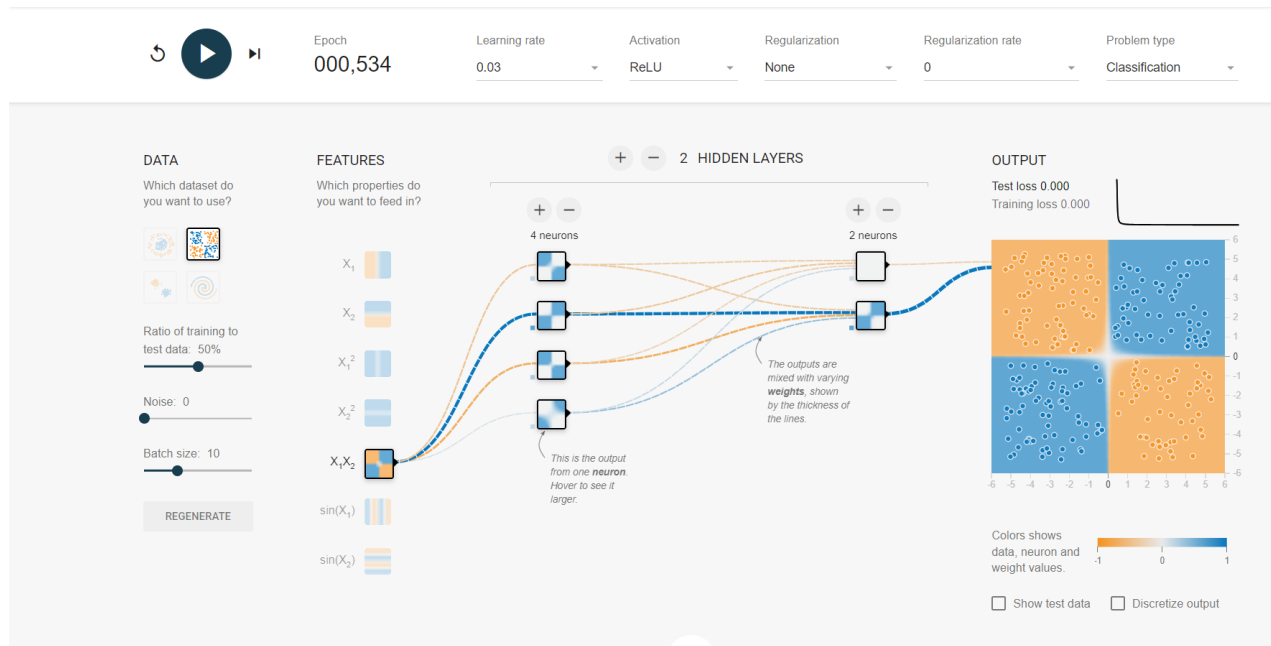 Epoch
000,534
Learning rate
0.03
Activation
ReLU
Regularization
None
Regularization rate
0
Problem type
Classification
DATA
Which dataset do
you want to use?
Ratio of training to
test data: 50%
Noise: 0
Batch size: 10
REGENERATE
FEATURES
Which properties do
you want to feed in?
X₁
X₂
X₁²
X₂²
X₁X₂
sin(X₁)
sin(X₂)
+ − 2 HIDDEN LAYERS
+ −
4 neurons
+ −
2 neurons
This is the output
from one neuron.
Hover to see it
larger.
The outputs are
mixed with varying
weights, shown
by the thickness of
the lines.
OUTPUT
Test loss 0.000
Training loss 0.000
6
5
4
3
2
1
0
-1
-2
-3
-4
-5
-6
-6 -5 -4 -3 -2 -1 0 1 2 3 4 5 6
Colors shows
data, neuron and
weight values.
-1 0 1
Show test data
Discretize output